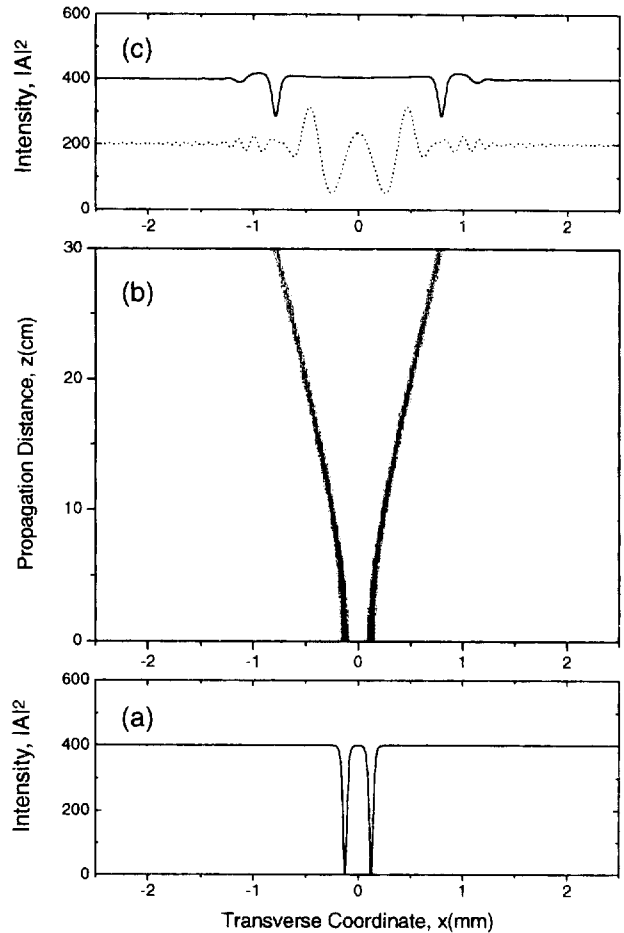 600
(c)
400
200
0
Intensity, |A|²
-2 -1 0 1 2
30
(b)
20
10
0
Propagation Distance, z(cm)
-2 -1 0 1 2
600
(a)
400
200
0
Intensity, |A|²
-2 -1 0 1 2
Transverse Coordinate, x(mm)